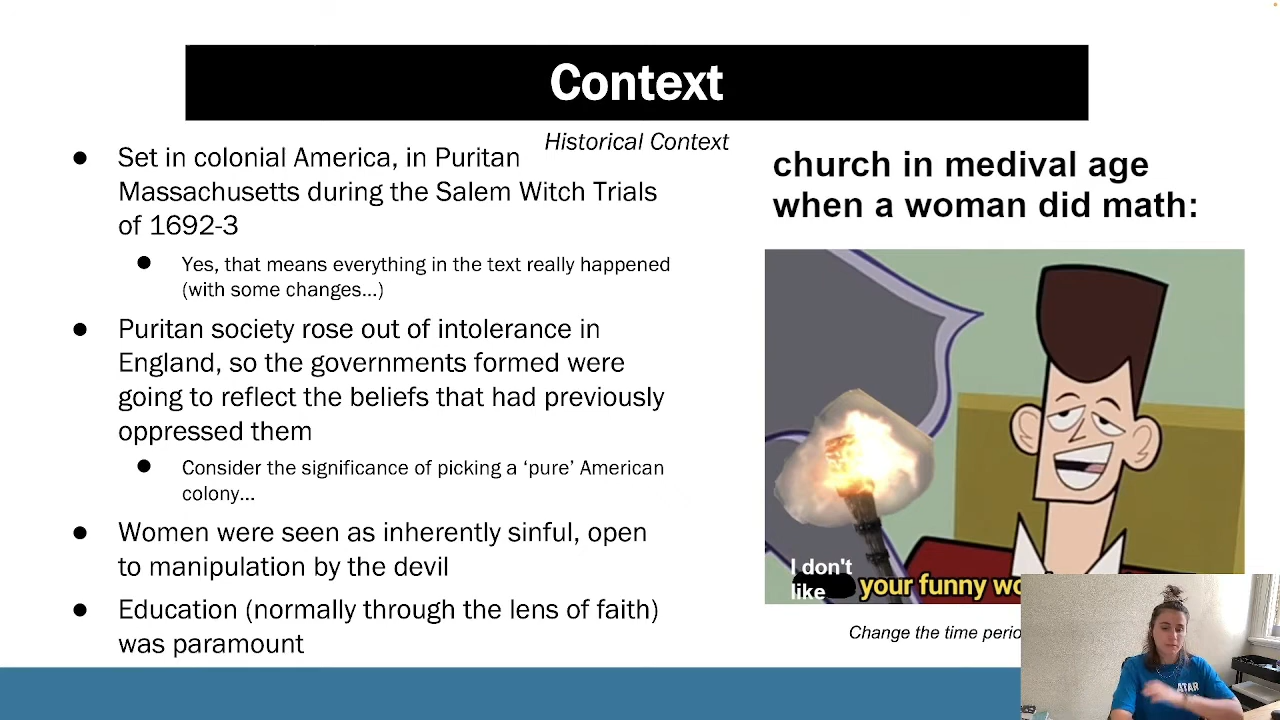 Context
Historical Context
● Set in colonial America, in Puritan
Massachusetts during the Salem Witch Trials
of 1692-3
● Yes, that means everything in the text really happened
(with some changes...)
● Puritan society rose out of intolerance in
England, so the governments formed were
going to reflect the beliefs that had previously
oppressed them
● Consider the significance of picking a ‘pure’ American
colony...
● Women were seen as inherently sinful, open
to manipulation by the devil
● Education (normally through the lens of faith)
was paramount
church in medival age
when a woman did math:
I don't
like your funny
Change the time
ATAR